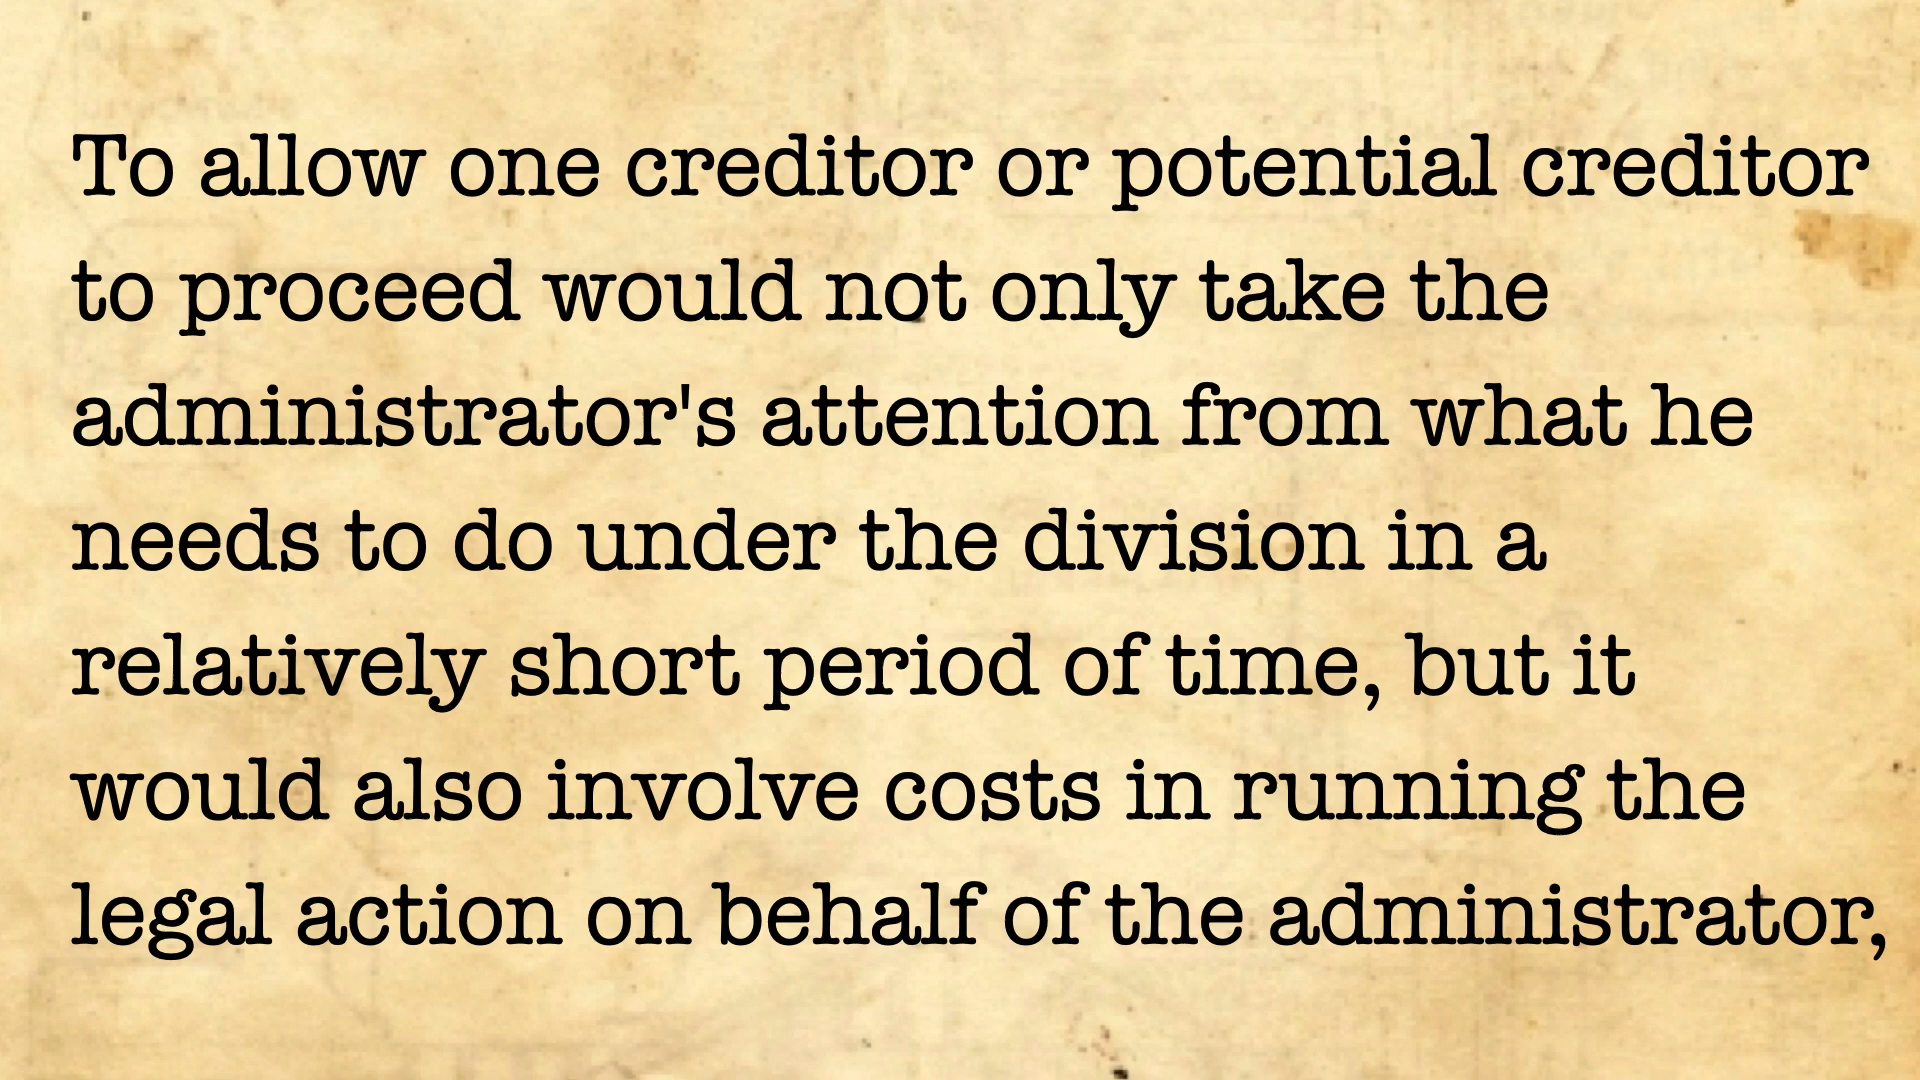 To allow one creditor or potential creditor
to proceed would not only take the
administrator's attention from what he
needs to do under the division in a
relatively short period of time, but it
would also involve costs in running the
legal action on behalf of the administrator,